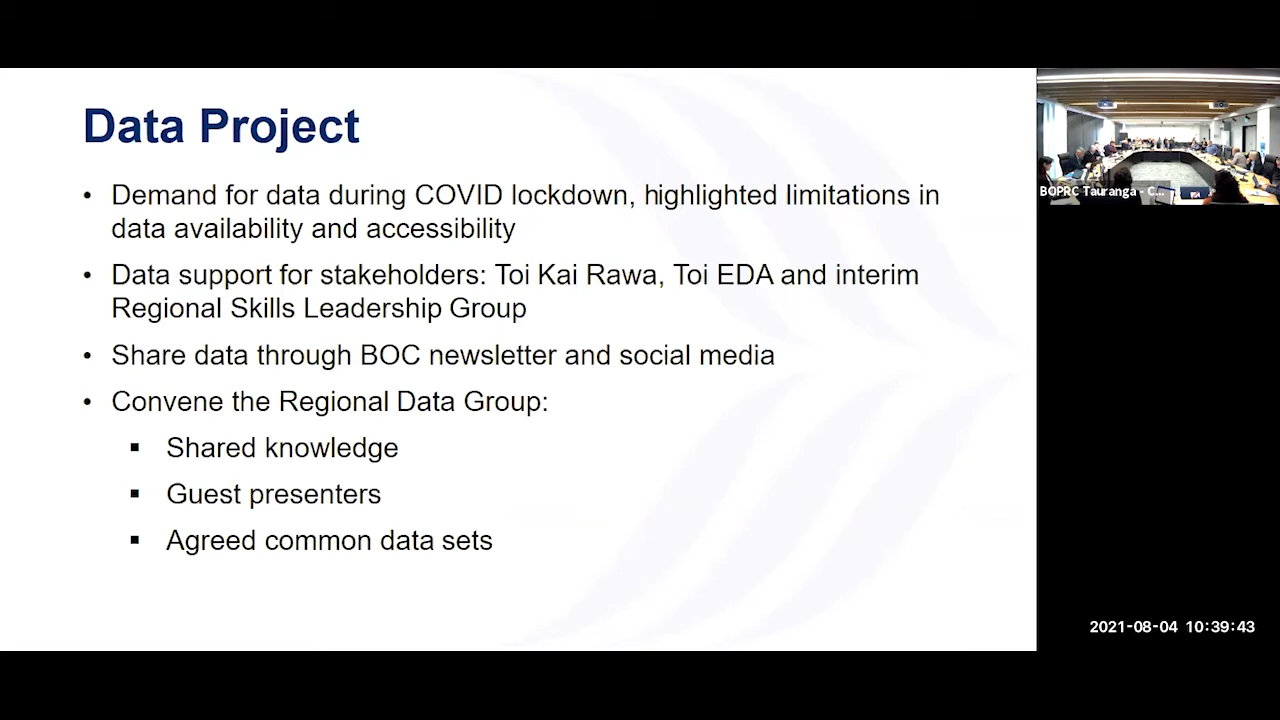 Data Project
• Demand for data during COVID lockdown, highlighted limitations in
data availability and accessibility
• Data support for stakeholders: Toi Kai Rawa, Toi EDA and interim
Regional Skills Leadership Group
• Share data through BOC newsletter and social media
• Convene the Regional Data Group:
▪ Shared knowledge
▪ Guest presenters
▪ Agreed common data sets
BOPRC Tauranga - C...
2021-08-04 10:39:43